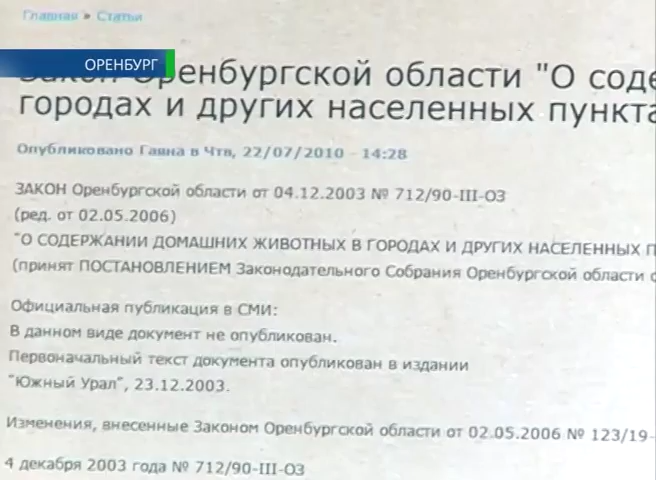 Главная » Статьи
ОРЕНБУРГ
Закон Оренбургской области "О соде
городах и других населенных пункта
Опубликовано Гаяна в Чтв, 22/07/2010 - 14:28
ЗАКОН Оренбургской области от 04.12.2003 № 712/90-III-ОЗ
(ред. от 02.05.2006)
"О СОДЕРЖАНИИ ДОМАШНИХ ЖИВОТНЫХ В ГОРОДАХ И ДРУГИХ НАСЕЛЕННЫХ П
(принят ПОСТАНОВЛЕНИЕМ Законодательного Собрания Оренбургской области о
Официальная публикация в СМИ:
В данном виде документ не опубликован.
Первоначальный текст документа опубликован в издании
"Южный Урал", 23.12.2003.
Изменения, внесенные Законом Оренбургской области от 02.05.2006 № 123/19-
4 декабря 2003 года № 712/90-III-ОЗ